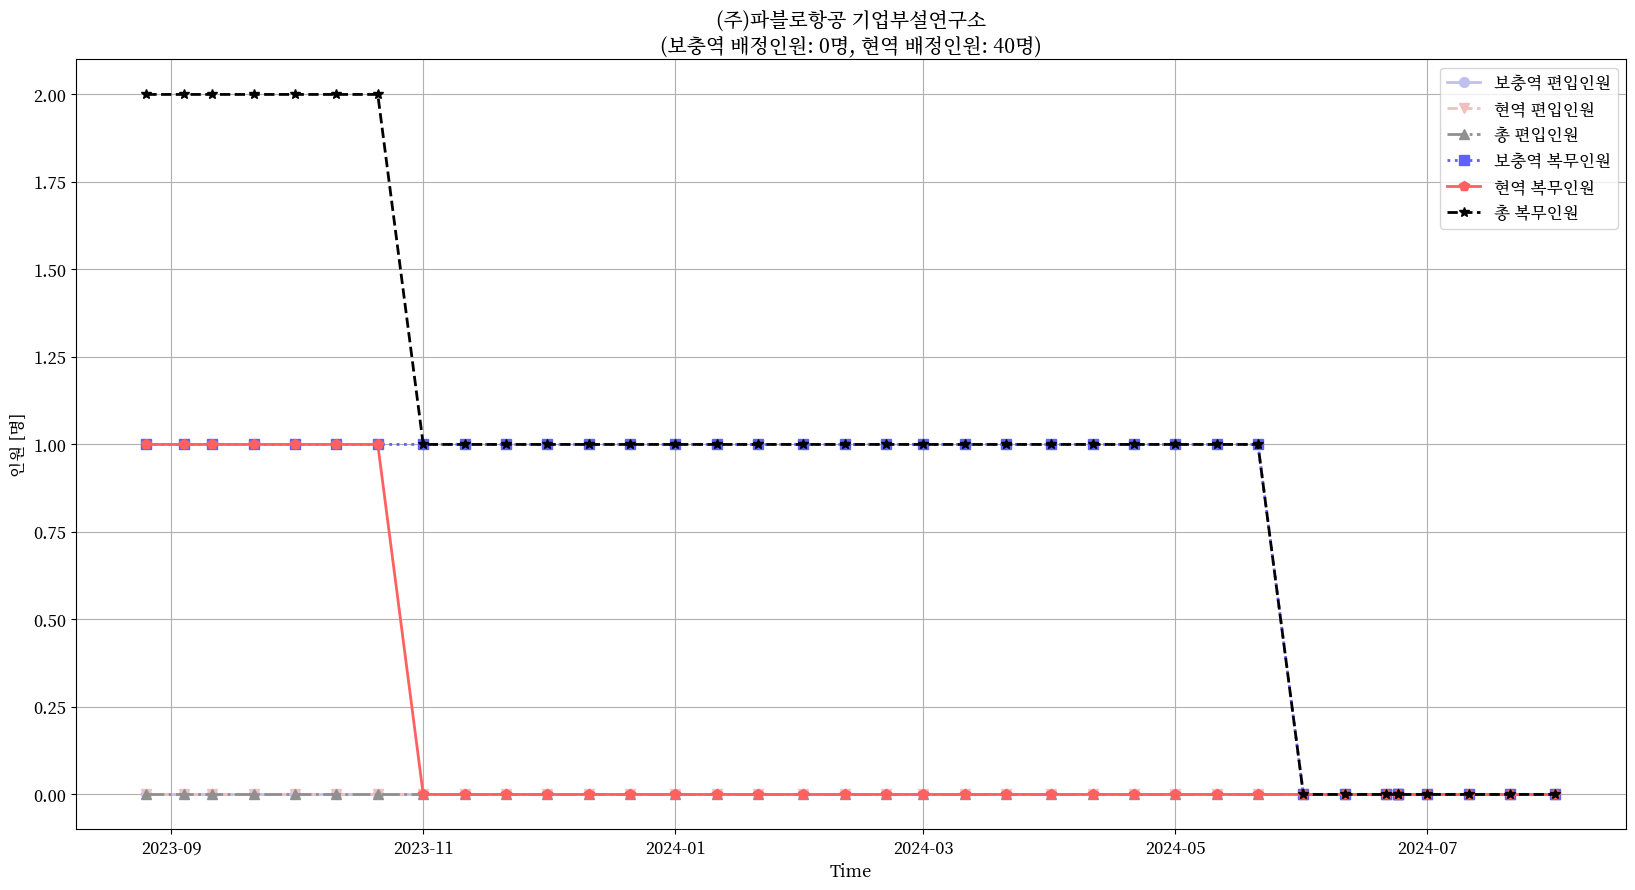 (주)파블로항공 기업부설연구소
(보충역 배정인원: 0명, 현역 배정인원: 40명)
보충역 편입인원
현역 편입인원
총 편입인원
보충역 복무인원
현역 복무인원
총 복무인원
인원 [명]
2.00
1.75
1.50
1.25
1.00
0.75
0.50
0.25
0.00
2023-09
2023-11
2024-01
2024-03
2024-05
2024-07
Time